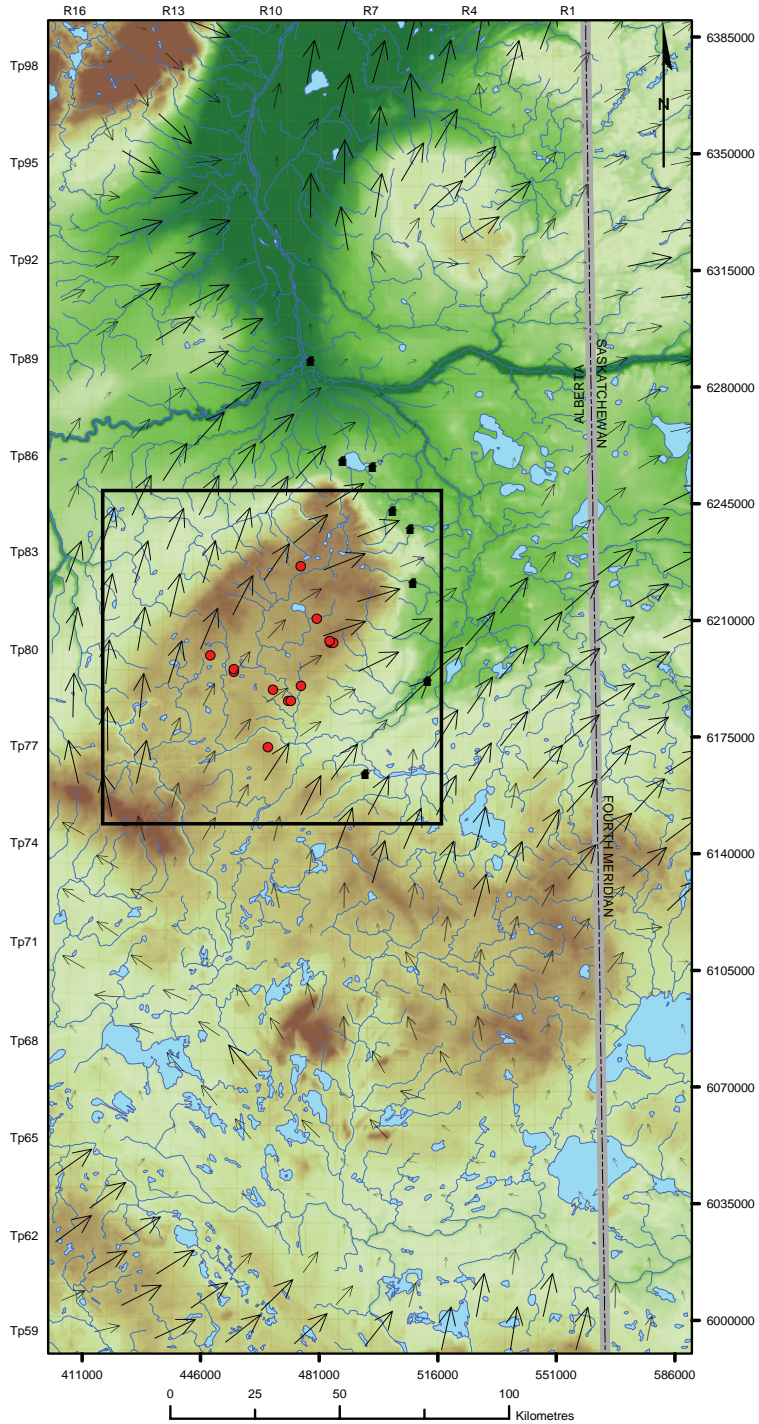 R16 R13 R10 R7 R4 R1
Tp98
Tp95
Tp92
Tp89
Tp86
Tp83
Tp80
Tp77
Tp74
Tp71
Tp68
Tp65
Tp62
Tp59
N
ALBERTA
SASKATCHEWAN
FOURTH MERIDIAN
6385000
6350000
6315000
6280000
6245000
6210000
6175000
6140000
6105000
6070000
6035000
6000000
411000 446000 481000 516000 551000 586000
0 25 50 100
Kilometres